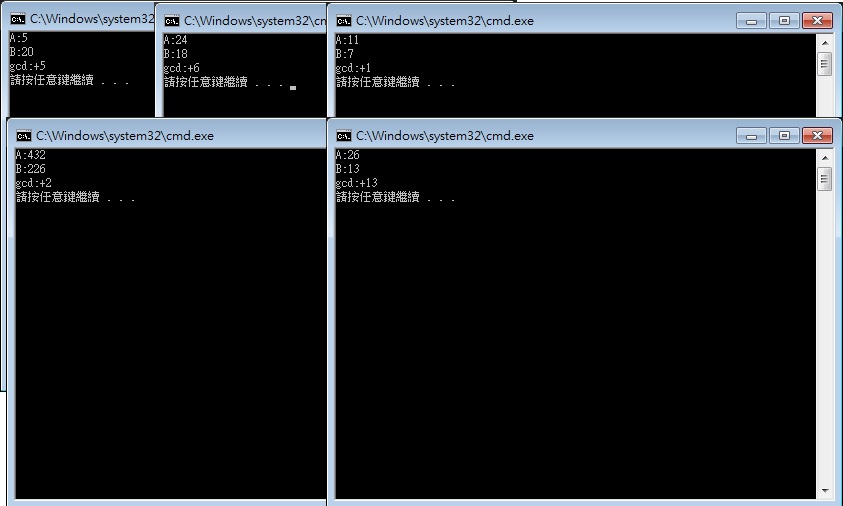 C:\Windows\system32
A:5
B:20
gcd:+5
請按任意鍵繼續 . . .
C:\Windows\system32\cm
A:24
B:18
gcd:+6
請按任意鍵繼續 . . .
C:\Windows\system32\cmd.exe
A:11
B:7
gcd:+1
請按任意鍵繼續 . . .
C:\Windows\system32\cmd.exe
A:432
B:226
gcd:+2
請按任意鍵繼續 . . .
C:\Windows\system32\cmd.exe
A:26
B:13
gcd:+13
請按任意鍵繼續 . . .